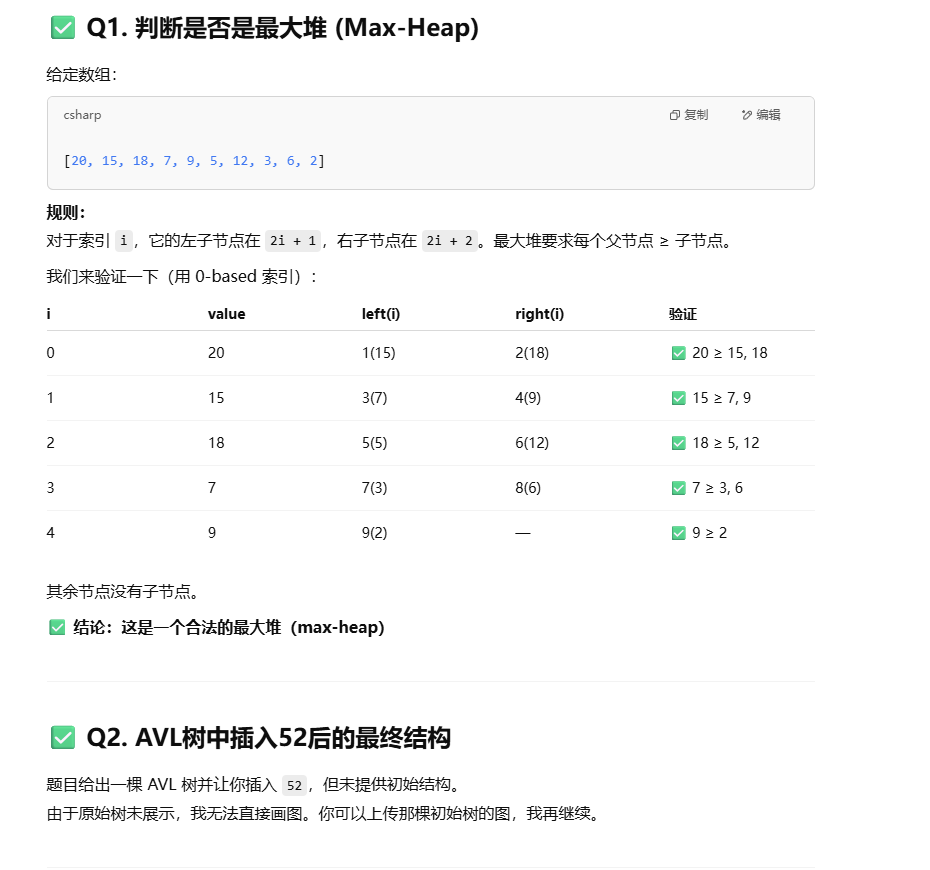 ✅ Q1. 判断是否是最大堆 (Max-Heap)
给定数组：
csharp 复制 编辑
[20, 15, 18, 7, 9, 5, 12, 3, 6, 2]
规则：
对于索引 i，它的左子节点在 2i + 1，右子节点在 2i + 2。最大堆要求每个父节点 ≥ 子节点。
我们来验证一下（用 0-based 索引）：
i value left(i) right(i) 验证
0 20 1(15) 2(18) ✅ 20 ≥ 15, 18
1 15 3(7) 4(9) ✅ 15 ≥ 7, 9
2 18 5(5) 6(12) ✅ 18 ≥ 5, 12
3 7 7(3) 8(6) ✅ 7 ≥ 3, 6
4 9 9(2) — ✅ 9 ≥ 2
其余节点没有子节点。
✅ 结论：这是一个合法的最大堆（max-heap）
✅ Q2. AVL树中插入52后的最终结构
题目给出一棵 AVL 树并让你插入 52，但未提供初始结构。
由于原始树未展示，我无法直接画图。你可以上传那棵初始树的图，我再继续。